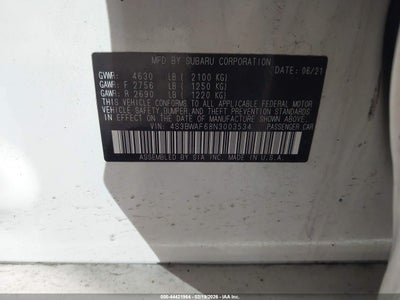 MFD BY SUBARU CORPORATION
GVWR: 4630 LB ( 2100 KG) DATE: 06/21
GAWR: F 2756 LB ( 1250 KG)
GAWR: R 2690 LB ( 1220 KG)
THIS VEHICLE CONFORMS TO ALL APPLICABLE FEDERAL MOTOR
VEHICLE SAFETY, BUMPER AND THEFT PREVENTION STANDARDS
IN EFFECT ON THE DATE OF MANUFACTURE SHOWN ABOVE.
VIN: 4S3BWAF68N3003534 PASSENGER CAR
ASSEMBLED BY SIA INC. MADE IN U.S.A.
500-44431964 - 02/19/2026 - IAA, Inc.